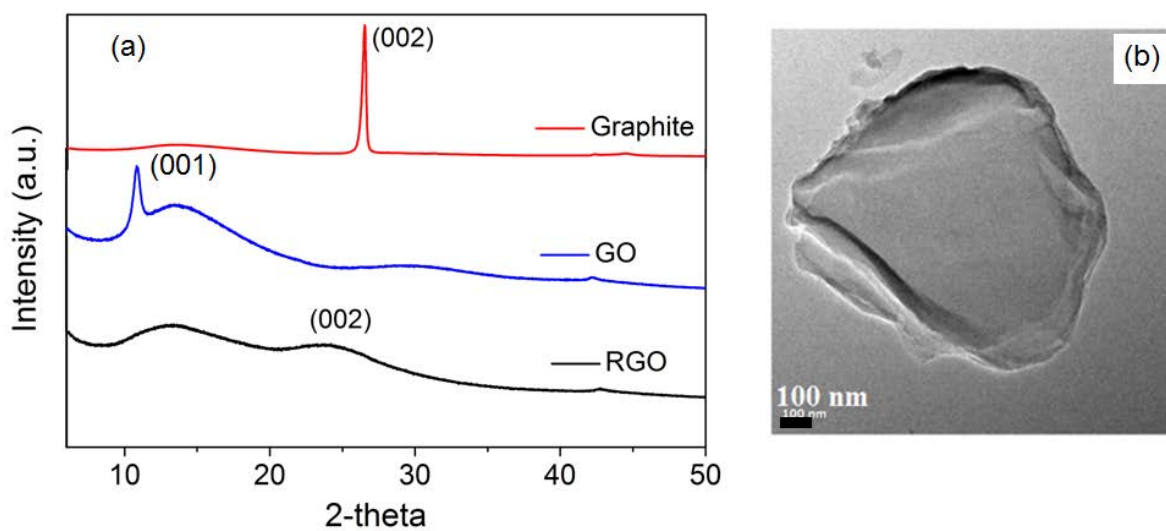 (a)
(002)
Graphite
(001)
GO
(002)
RGO
Intensity (a.u.)
10
20
30
40
50
2-theta
(b)
100 nm
100 nm